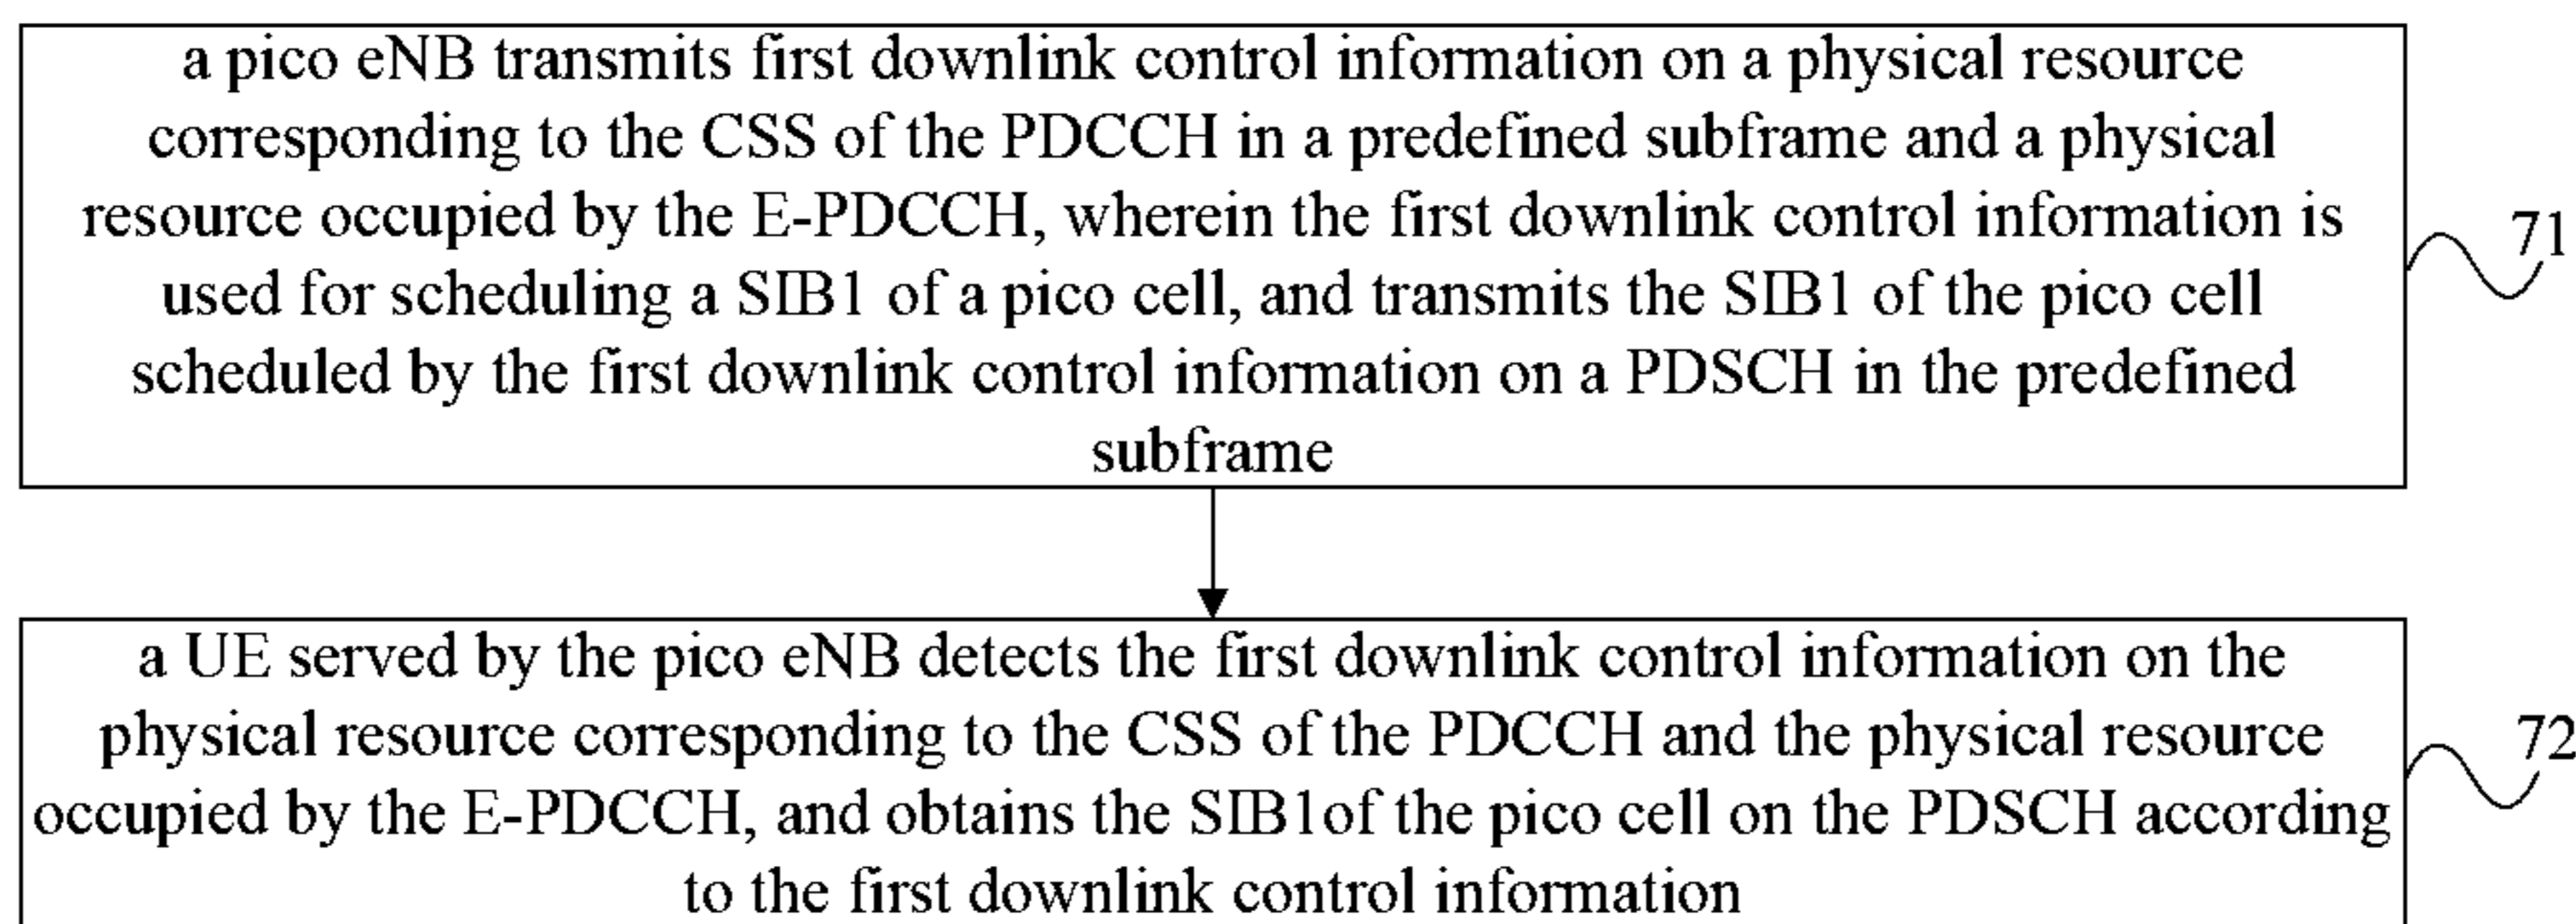 a pico eNB transmits first downlink control information on a physical resource
corresponding to the CSS of the PDCCH in a predefined subframe and a physical
resource occupied by the E-PDCCH, wherein the first downlink control information is
used for scheduling a SIB1 of a pico cell, and transmits the SIB1 of the pico cell
scheduled by the first downlink control information on a PDSCH in the predefined
subframe
71
a UE served by the pico eNB detects the first downlink control information on the
physical resource corresponding to the CSS of the PDCCH and the physical resource
occupied by the E-PDCCH, and obtains the SIB1of the pico cell on the PDSCH according
to the first downlink control information
72